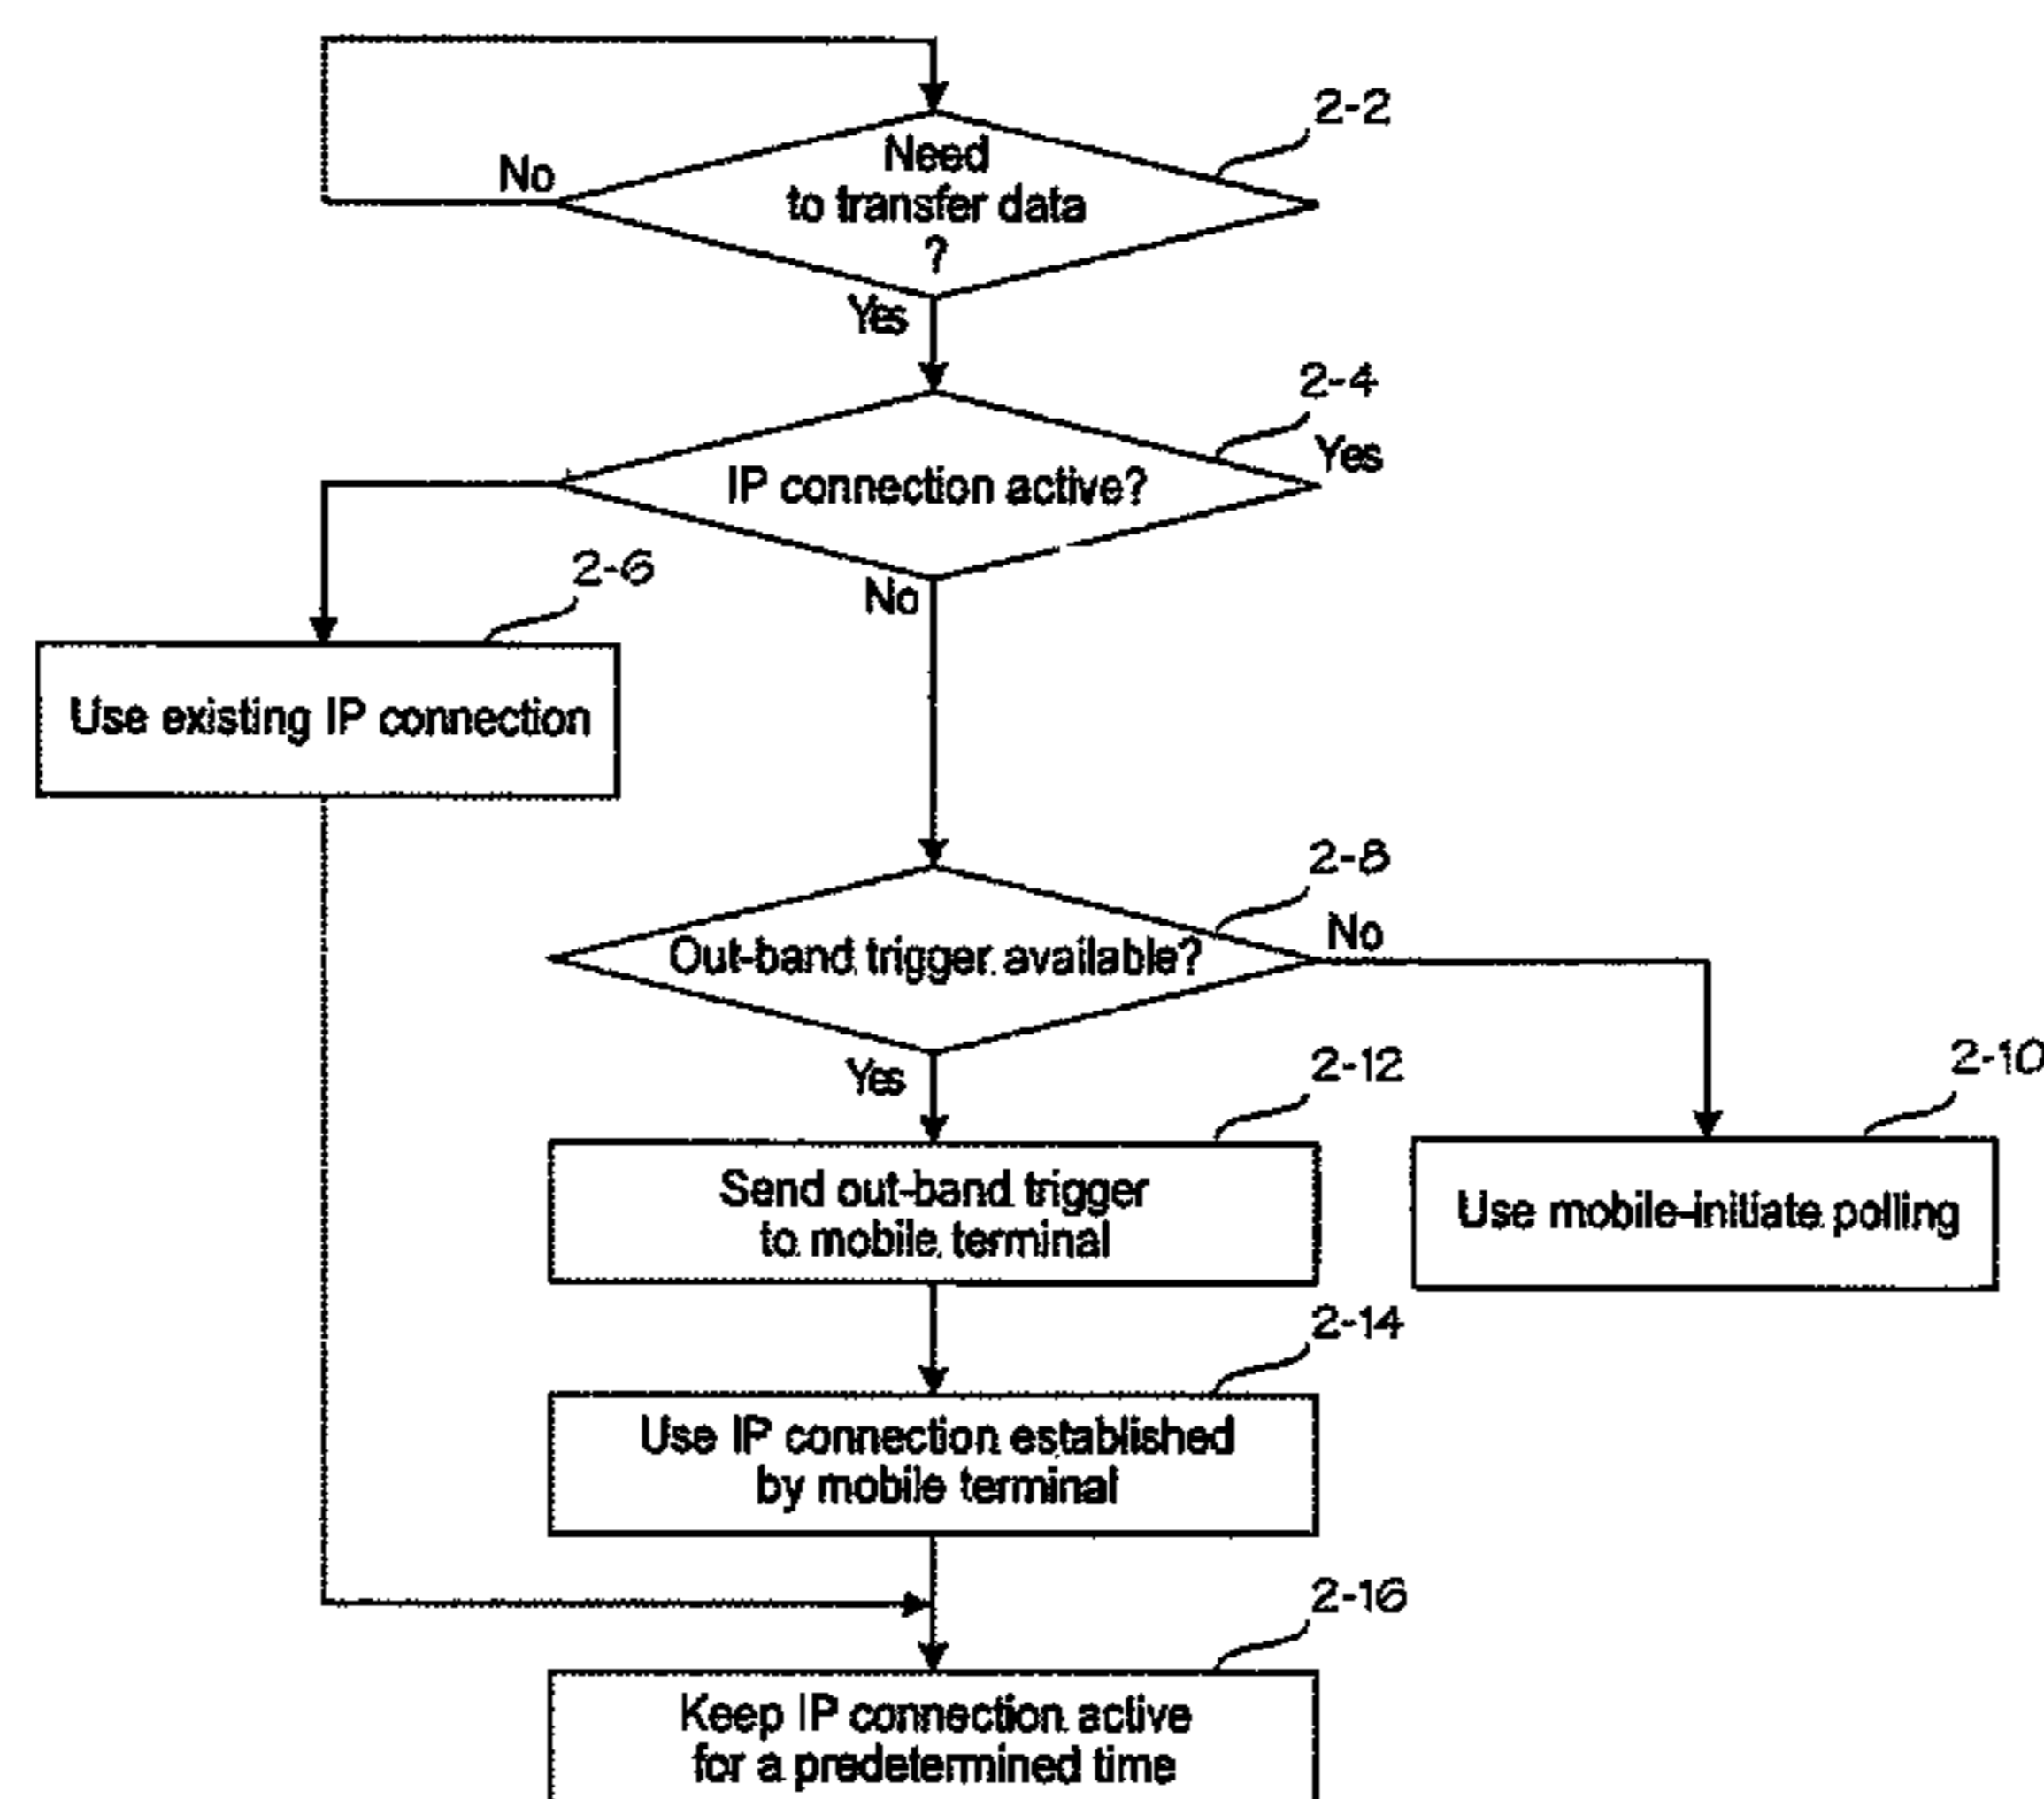 2-2
Need
to transfer data
?
No
Yes
2-4
Yes
IP connection active?
No
2-6
Use existing IP connection
2-8
No
Out-band trigger available?
Yes
2-12
2-10
Send out-band trigger
to mobile terminal
Use mobile-initiate polling
2-14
Use IP connection established
by mobile terminal
2-16
Keep IP connection active
for a predetermined time